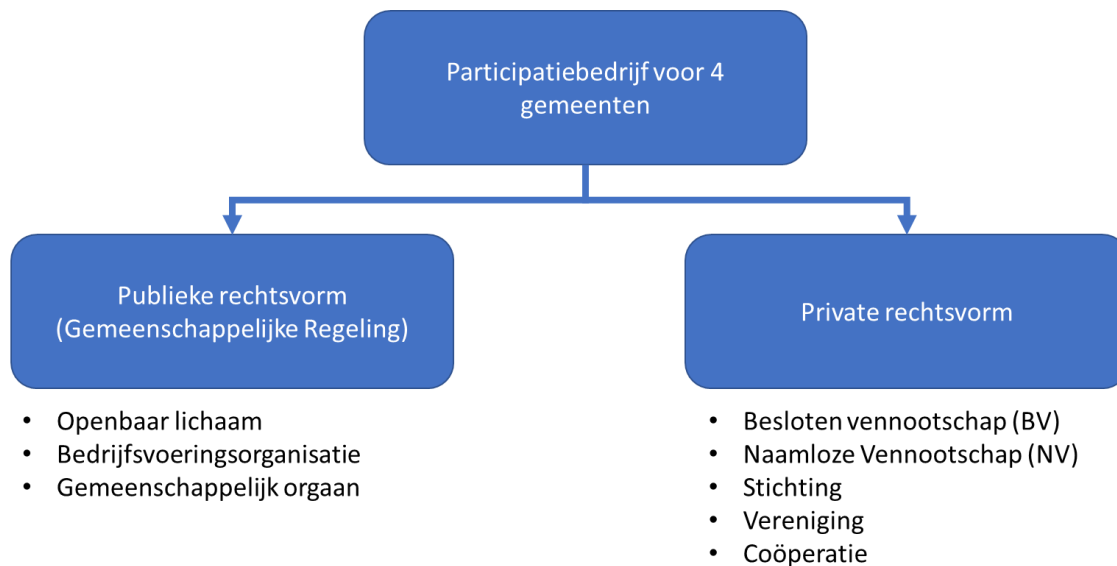 Participatiebedrijf voor 4
gemeenten
Publieke rechtsvorm
(Gemeenschappelijke Regeling)
Private rechtsvorm
• Openbaar lichaam
• Bedrijfsvoeringsorganisatie
• Gemeenschappelijk orgaan
• Besloten vennootschap (BV)
• Naamloze Vennootschap (NV)
• Stichting
• Vereniging
• Coöperatie